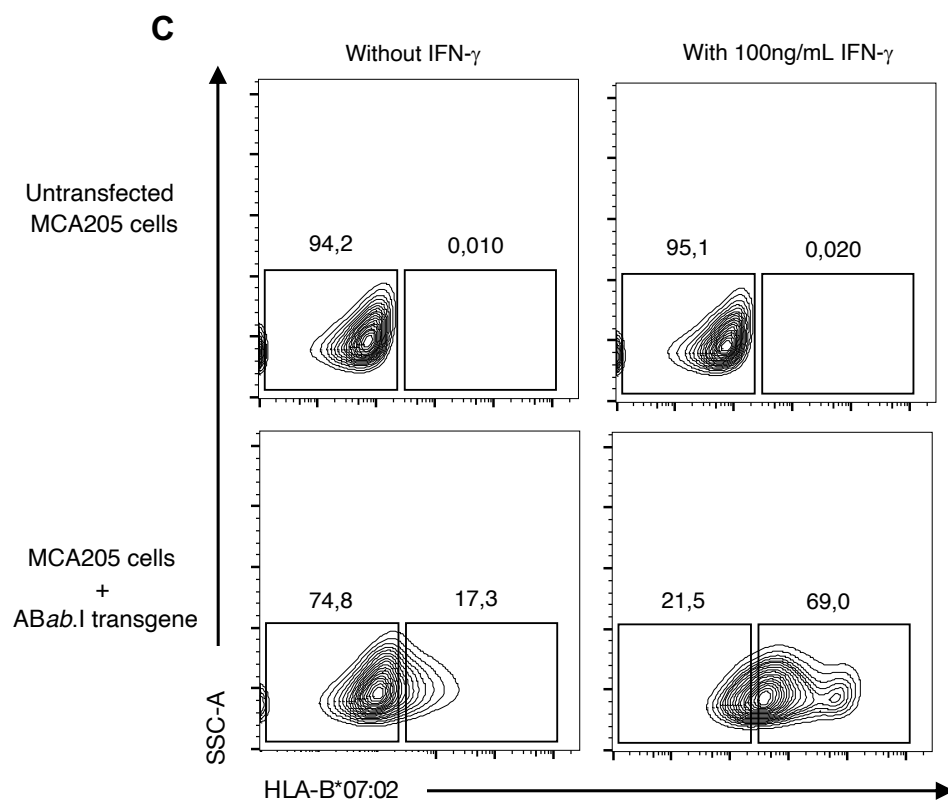 C
Without IFN-γ
With 100ng/mL IFN-γ
Untransfected
MCA205 cells
94,2
0,010
95,1
0,020
MCA205 cells
+
ABab.I transgene
74,8
17,3
21,5
69,0
SSC-A
HLA-B*07:02